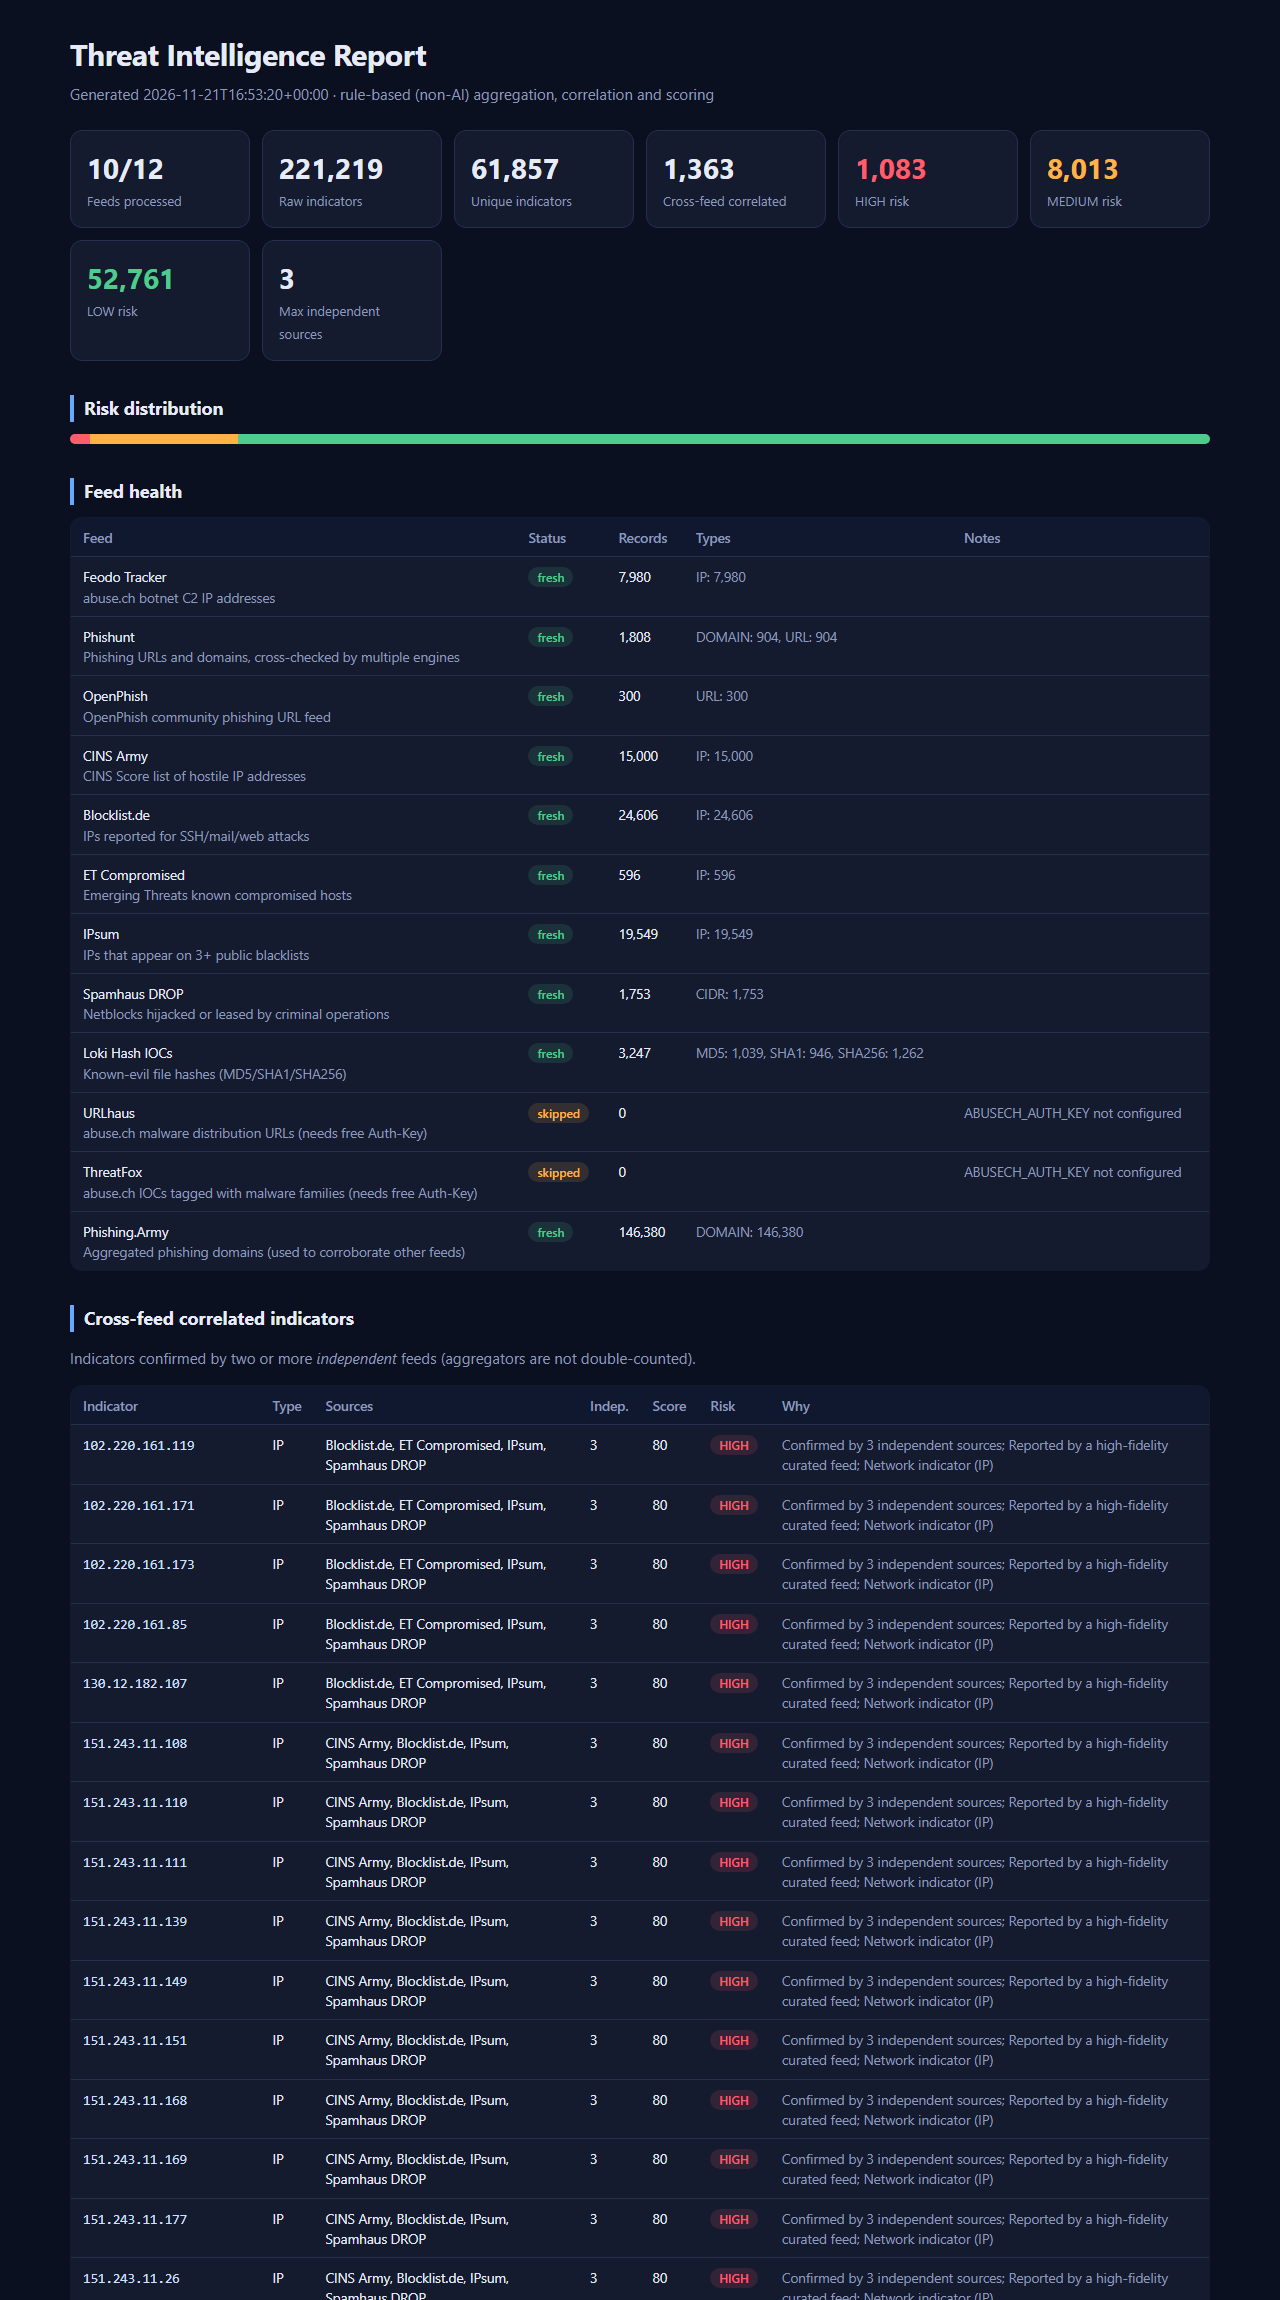 Threat Intelligence Report
Generated 2026-11-21T16:53:20+00:00 · rule-based (non-AI) aggregation, correlation and scoring
10/12
Feeds processed
221,219
Raw indicators
61,857
Unique indicators
1,363
Cross-feed correlated
1,083
HIGH risk
8,013
MEDIUM risk
52,761
LOW risk
3
Max independent
sources
Risk distribution
Feed health
Feed Status Records Types Notes
Feodo Tracker fresh 7,980 IP: 7,980
abuse.ch botnet C2 IP addresses
Phishunt fresh 1,808 DOMAIN: 904, URL: 904
Phishing URLs and domains, cross-checked by multiple engines
OpenPhish fresh 300 URL: 300
OpenPhish community phishing URL feed
CINS Army fresh 15,000 IP: 15,000
CINS Score list of hostile IP addresses
Blocklist.de fresh 24,606 IP: 24,606
IPs reported for SSH/mail/web attacks
ET Compromised fresh 596 IP: 596
Emerging Threats known compromised hosts
IPsum fresh 19,549 IP: 19,549
IPs that appear on 3+ public blacklists
Spamhaus DROP fresh 1,753 CIDR: 1,753
Netblocks hijacked or leased by criminal operations
Loki Hash IOCs fresh 3,247 MD5: 1,039, SHA1: 946, SHA256: 1,262
Known-evil file hashes (MD5/SHA1/SHA256)
URLhaus skipped 0 ABUSECH_AUTH_KEY not configured
abuse.ch malware distribution URLs (needs free Auth-Key)
ThreatFox skipped 0 ABUSECH_AUTH_KEY not configured
abuse.ch IOCs tagged with malware families (needs free Auth-Key)
Phishing.Army fresh 146,380 DOMAIN: 146,380
Aggregated phishing domains (used to corroborate other feeds)
Cross-feed correlated indicators
Indicators confirmed by two or more independent feeds (aggregators are not double-counted).
Indicator Type Sources Indep. Score Risk Why
102.220.161.119 IP Blocklist.de, ET Compromised, IPsum, 3 80 HIGH Confirmed by 3 independent sources; Reported by a high-fidelity
Spamhaus DROP curated feed; Network indicator (IP)
102.220.161.171 IP Blocklist.de, ET Compromised, IPsum, 3 80 HIGH Confirmed by 3 independent sources; Reported by a high-fidelity
Spamhaus DROP curated feed; Network indicator (IP)
102.220.161.173 IP Blocklist.de, ET Compromised, IPsum, 3 80 HIGH Confirmed by 3 independent sources; Reported by a high-fidelity
Spamhaus DROP curated feed; Network indicator (IP)
102.220.161.85 IP Blocklist.de, ET Compromised, IPsum, 3 80 HIGH Confirmed by 3 independent sources; Reported by a high-fidelity
Spamhaus DROP curated feed; Network indicator (IP)
130.12.182.107 IP Blocklist.de, ET Compromised, IPsum, 3 80 HIGH Confirmed by 3 independent sources; Reported by a high-fidelity
Spamhaus DROP curated feed; Network indicator (IP)
151.243.11.108 IP CINS Army, Blocklist.de, IPsum, 3 80 HIGH Confirmed by 3 independent sources; Reported by a high-fidelity
Spamhaus DROP curated feed; Network indicator (IP)
151.243.11.110 IP CINS Army, Blocklist.de, IPsum, 3 80 HIGH Confirmed by 3 independent sources; Reported by a high-fidelity
Spamhaus DROP curated feed; Network indicator (IP)
151.243.11.111 IP CINS Army, Blocklist.de, IPsum, 3 80 HIGH Confirmed by 3 independent sources; Reported by a high-fidelity
Spamhaus DROP curated feed; Network indicator (IP)
151.243.11.139 IP CINS Army, Blocklist.de, IPsum, 3 80 HIGH Confirmed by 3 independent sources; Reported by a high-fidelity
Spamhaus DROP curated feed; Network indicator (IP)
151.243.11.149 IP CINS Army, Blocklist.de, IPsum, 3 80 HIGH Confirmed by 3 independent sources; Reported by a high-fidelity
Spamhaus DROP curated feed; Network indicator (IP)
151.243.11.151 IP CINS Army, Blocklist.de, IPsum, 3 80 HIGH Confirmed by 3 independent sources; Reported by a high-fidelity
Spamhaus DROP curated feed; Network indicator (IP)
151.243.11.168 IP CINS Army, Blocklist.de, IPsum, 3 80 HIGH Confirmed by 3 independent sources; Reported by a high-fidelity
Spamhaus DROP curated feed; Network indicator (IP)
151.243.11.169 IP CINS Army, Blocklist.de, IPsum, 3 80 HIGH Confirmed by 3 independent sources; Reported by a high-fidelity
Spamhaus DROP curated feed; Network indicator (IP)
151.243.11.177 IP CINS Army, Blocklist.de, IPsum, 3 80 HIGH Confirmed by 3 independent sources; Reported by a high-fidelity
Spamhaus DROP curated feed; Network indicator (IP)
151.243.11.26 IP CINS Army, Blocklist.de, IPsum, 3 80 HIGH Confirmed by 3 independent sources; Reported by a high-fidelity
Spamhaus DROP curated feed; Network indicator (IP)